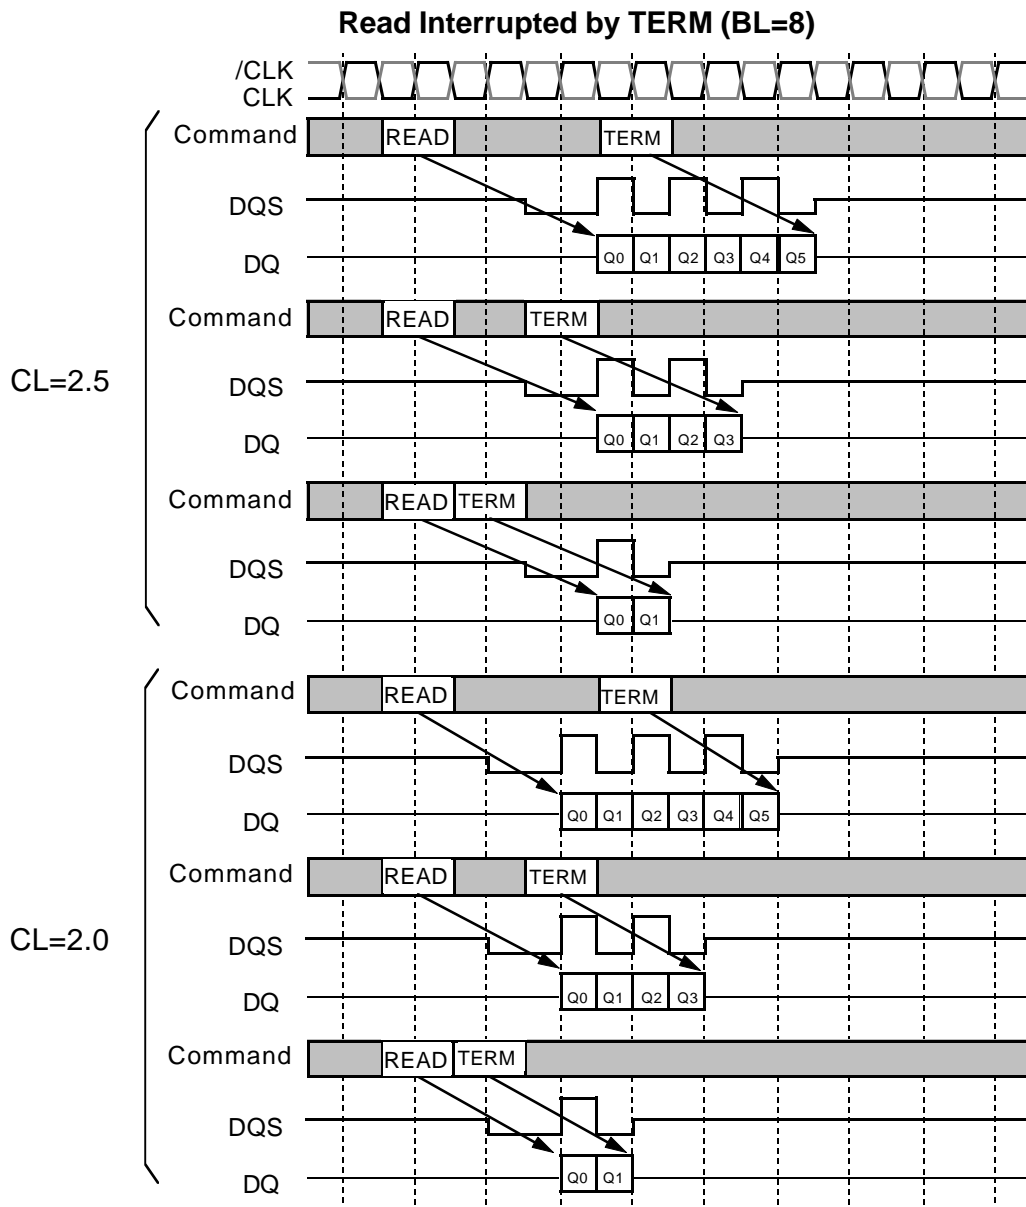 Read Interrupted by TERM (BL=8)
/CLK
CLK
Command READ TERM
DQS
DQ Q0 Q1 Q2 Q3 Q4 Q5
Command READ TERM
CL=2.5
DQS
DQ Q0 Q1 Q2 Q3
Command READ TERM
DQS
DQ Q0 Q1
Command READ TERM
DQS
DQ Q0 Q1 Q2 Q3 Q4 Q5
Command READ TERM
CL=2.0
DQS
DQ Q0 Q1 Q2 Q3
Command READ TERM
DQS
DQ Q0 Q1